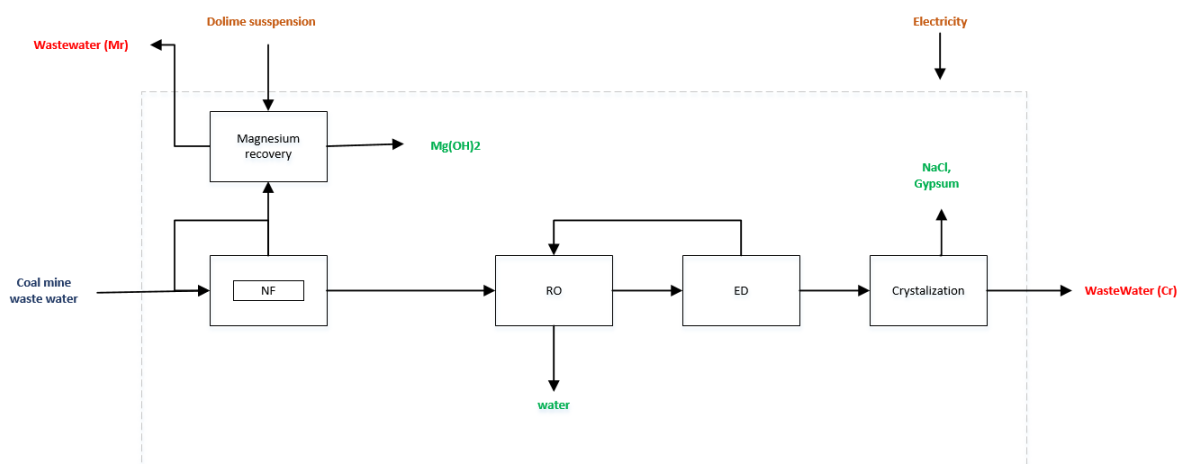 Dolime susspension
Electricity
Wastewater (Mr)
Magnesium
recovery
Mg(OH)2
NaCl,
Gypsum
Coal mine
waste water
NF
RO
ED
Crystalization
WasteWater (Cr)
water